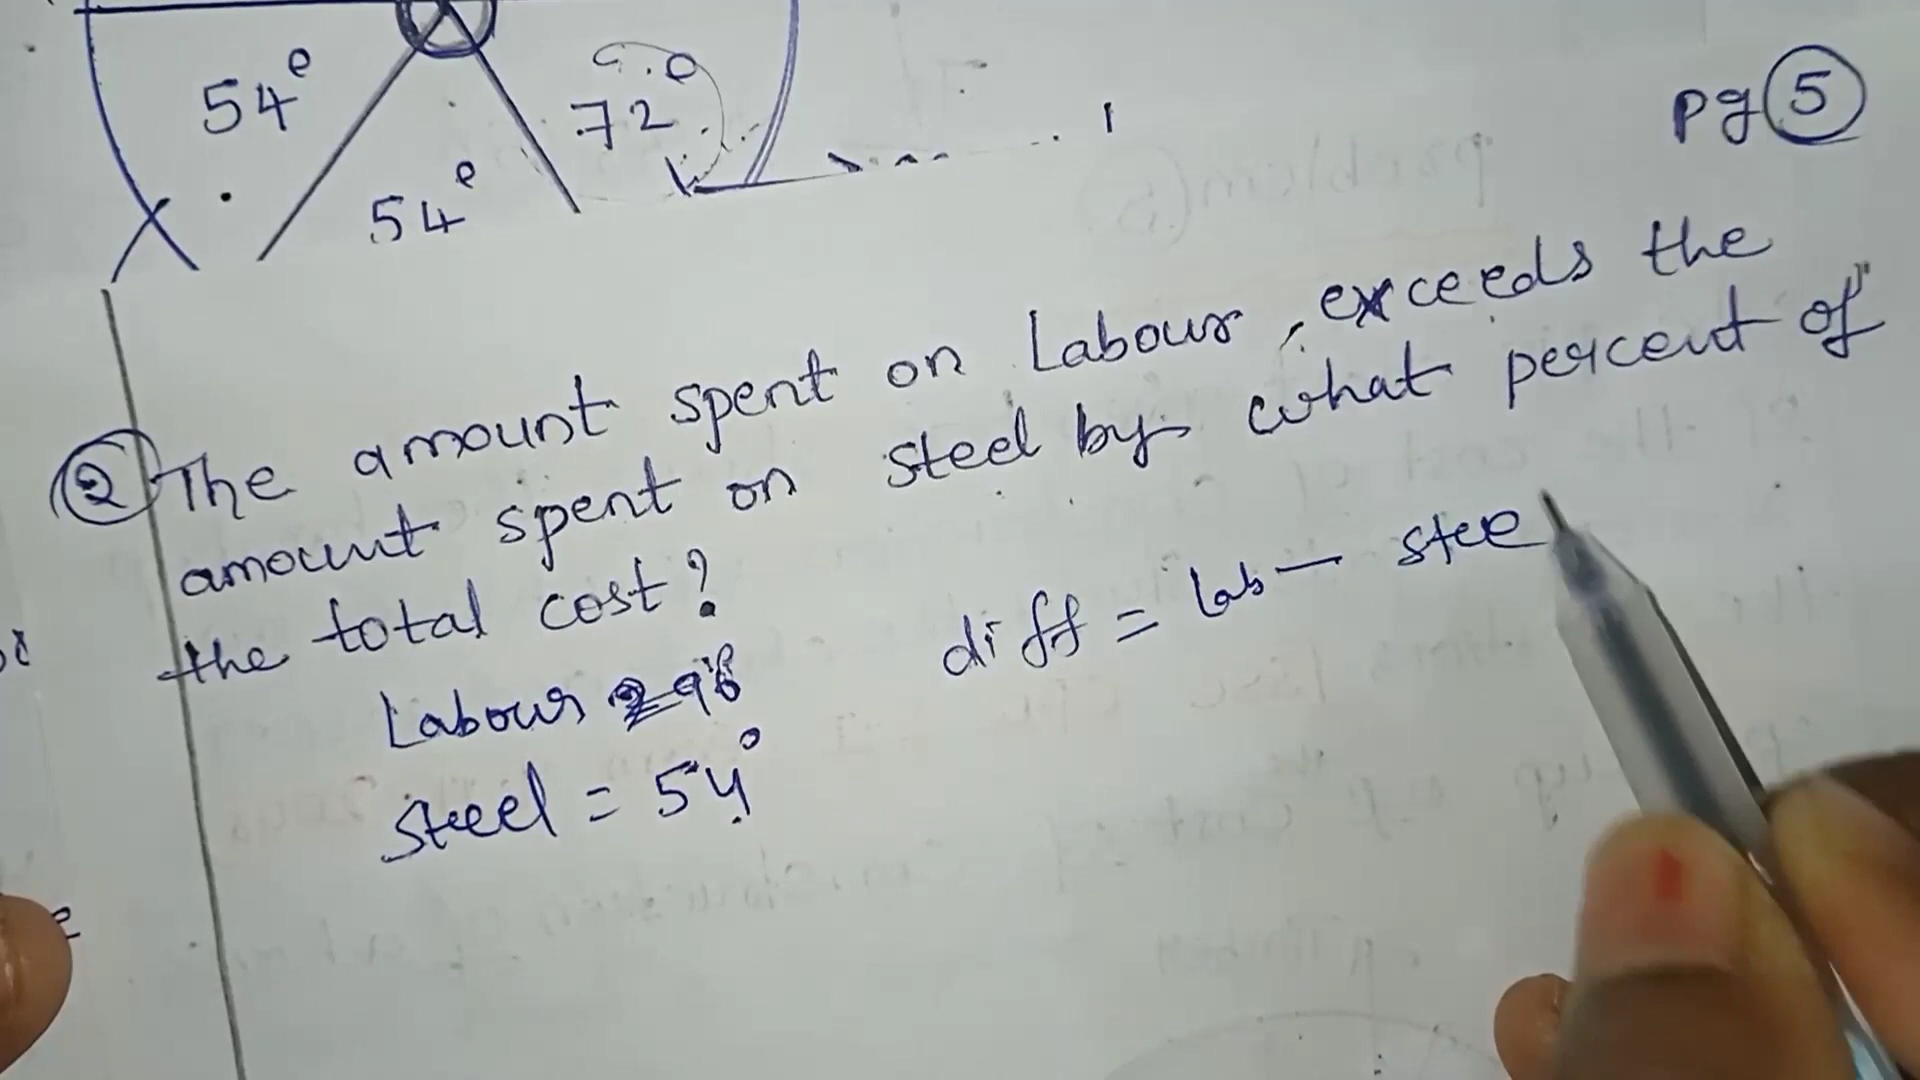 54°
72°
54°
pg 5
2 The amount spent on Labour, exceeds the
amount spent on steel by what percent of
the total cost?
Labour
steel = 54°
diff = Lab - stee